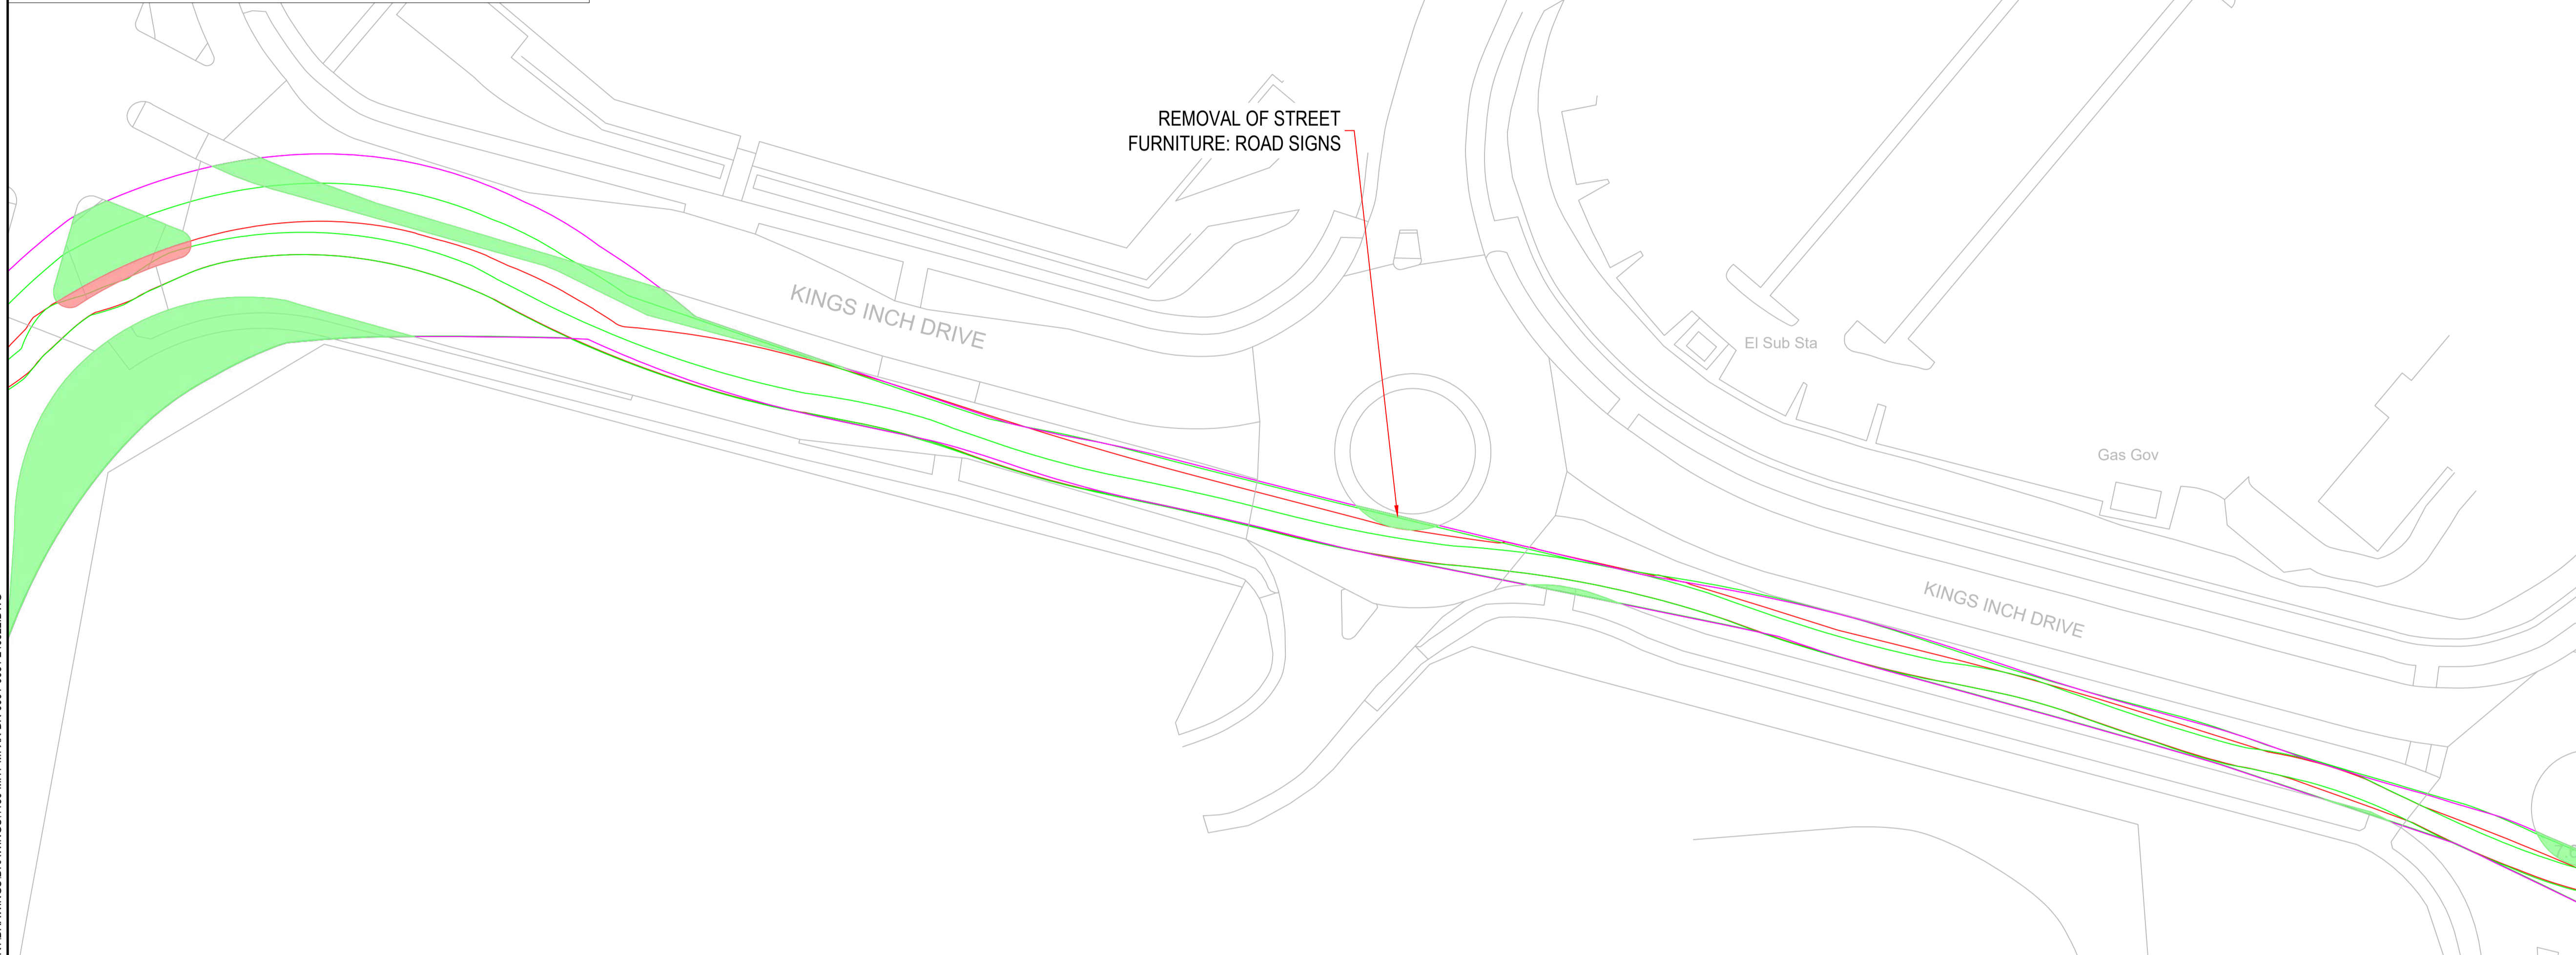 REMOVAL OF STREET
FURNITURE: ROAD SIGNS
KINGS INCH DRIVE
El Sub Sta
Gas Gov
KINGS INCH DRIVE